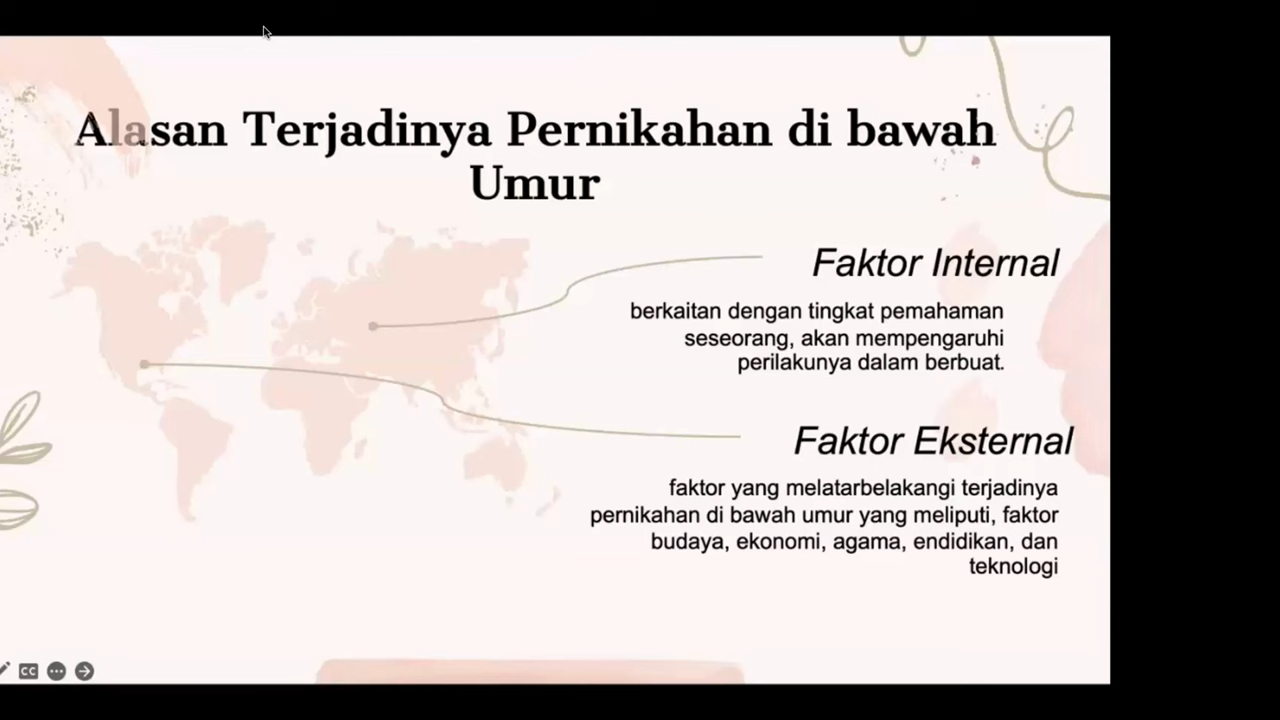 Alasan Terjadinya Pernikahan di bawah
Umur
Faktor Internal
berkaitan dengan tingkat pemahaman
seseorang, akan mempengaruhi
perilakunya dalam berbuat.
Faktor Eksternal
faktor yang melatarbelakangi terjadinya
pernikahan di bawah umur yang meliputi, faktor
budaya, ekonomi, agama, endidikan, dan
teknologi
CC